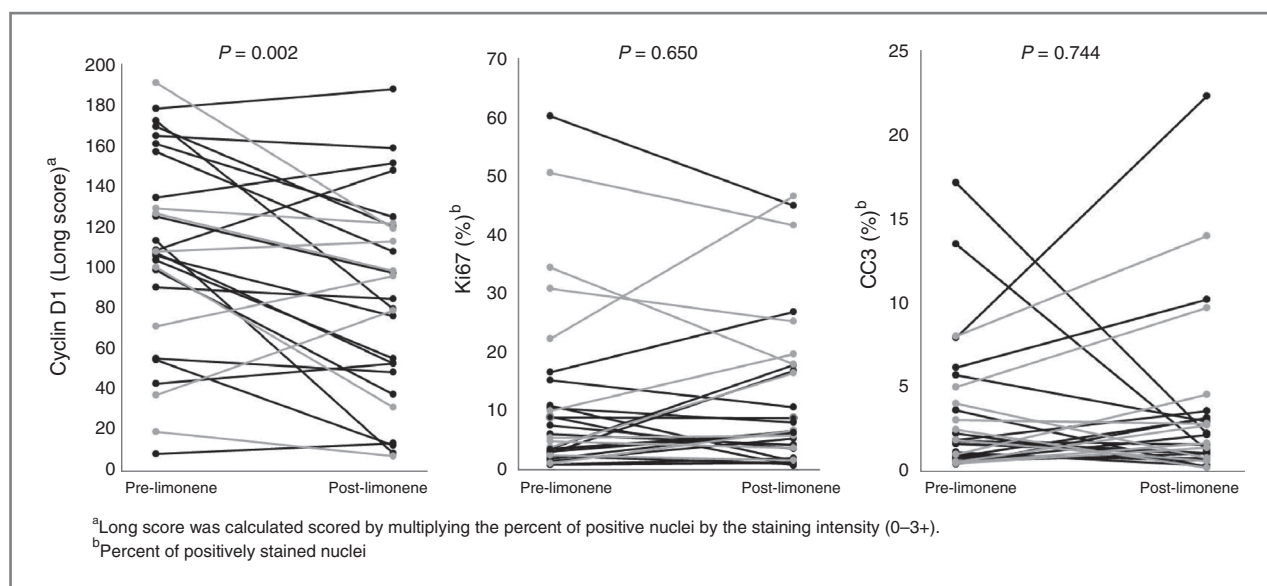 P = 0.002
200
180
160
140
120
100
80
60
40
20
0
Cyclin D1 (Long score)a
Pre-limonene
Post-limonene
P = 0.650
70
60
50
40
30
20
10
0
Ki67 (%)b
Pre-limonene
Post-limonene
P = 0.744
25
20
15
10
5
0
CC3 (%)b
Pre-limonene
Post-limonene
aLong score was calculated scored by multiplying the percent of positive nuclei by the staining intensity (0–3+).
bPercent of positively stained nuclei